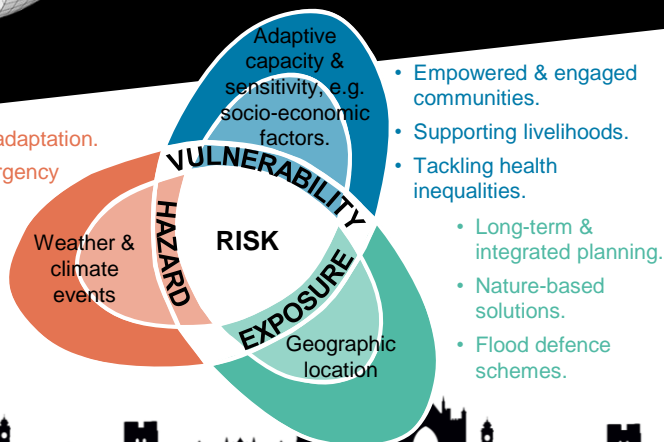 Adaptive
capacity &
sensitivity, e.g.
socio-economic
factors.
VULNERABILITY
• Empowered & engaged
communities.
• Supporting livelihoods.
• Tackling health
inequalities.
adaptation.
HAZARD
Weather &
climate
events
RISK
EXPOSURE
Geographic
location
• Long-term &
integrated planning.
• Nature-based
solutions.
• Flood defence
schemes.